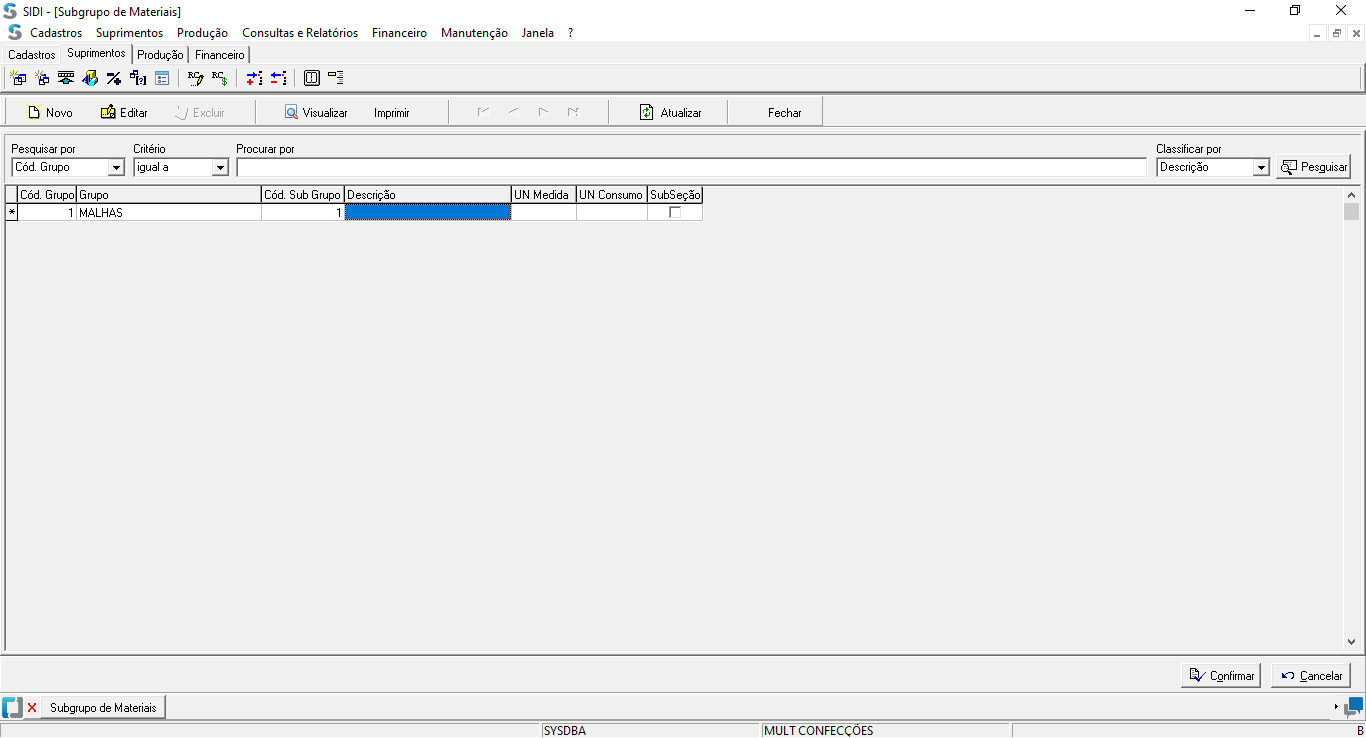 SIDI - [Subgrupo de Materiais]
Cadastros Suprimentos Produção Consultas e Relatórios Financeiro Manutenção Janela ?
Cadastros Suprimentos Produção Financeiro
Novo Editar Excluir Visualizar Imprimir Atualizar Fechar
Pesquisar por Critério Procurar por Classificar por
Cód. Grupo igual a Descrição Pesquisar
Cód. Grupo Grupo Cód. Sub Grupo Descrição UN Medida UN Consumo SubSeção
* 1 MALHAS 1
Confirmar Cancelar
Subgrupo de Materiais
SYSDBA MULT CONFECÇÕES B